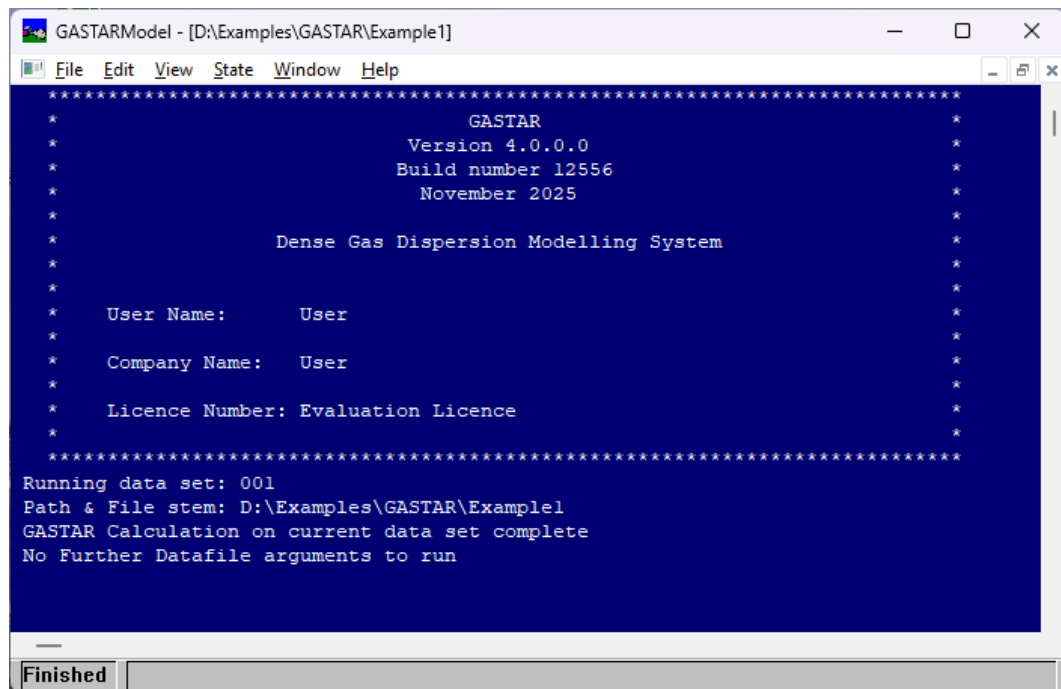 GASTARModel - [D:\Examples\GASTAR\Example1]
File Edit View State Window Help
****************************************************************************
* GASTAR *
* Version 4.0.0.0 *
* Build number 12556 *
* November 2025 *
* *
* Dense Gas Dispersion Modelling System *
* *
* *
* User Name: User *
* *
* Company Name: User *
* *
* Licence Number: Evaluation Licence *
* *
****************************************************************************
Running data set: 001
Path & File stem: D:\Examples\GASTAR\Example1
GASTAR Calculation on current data set complete
No Further Datafile arguments to run
Finished